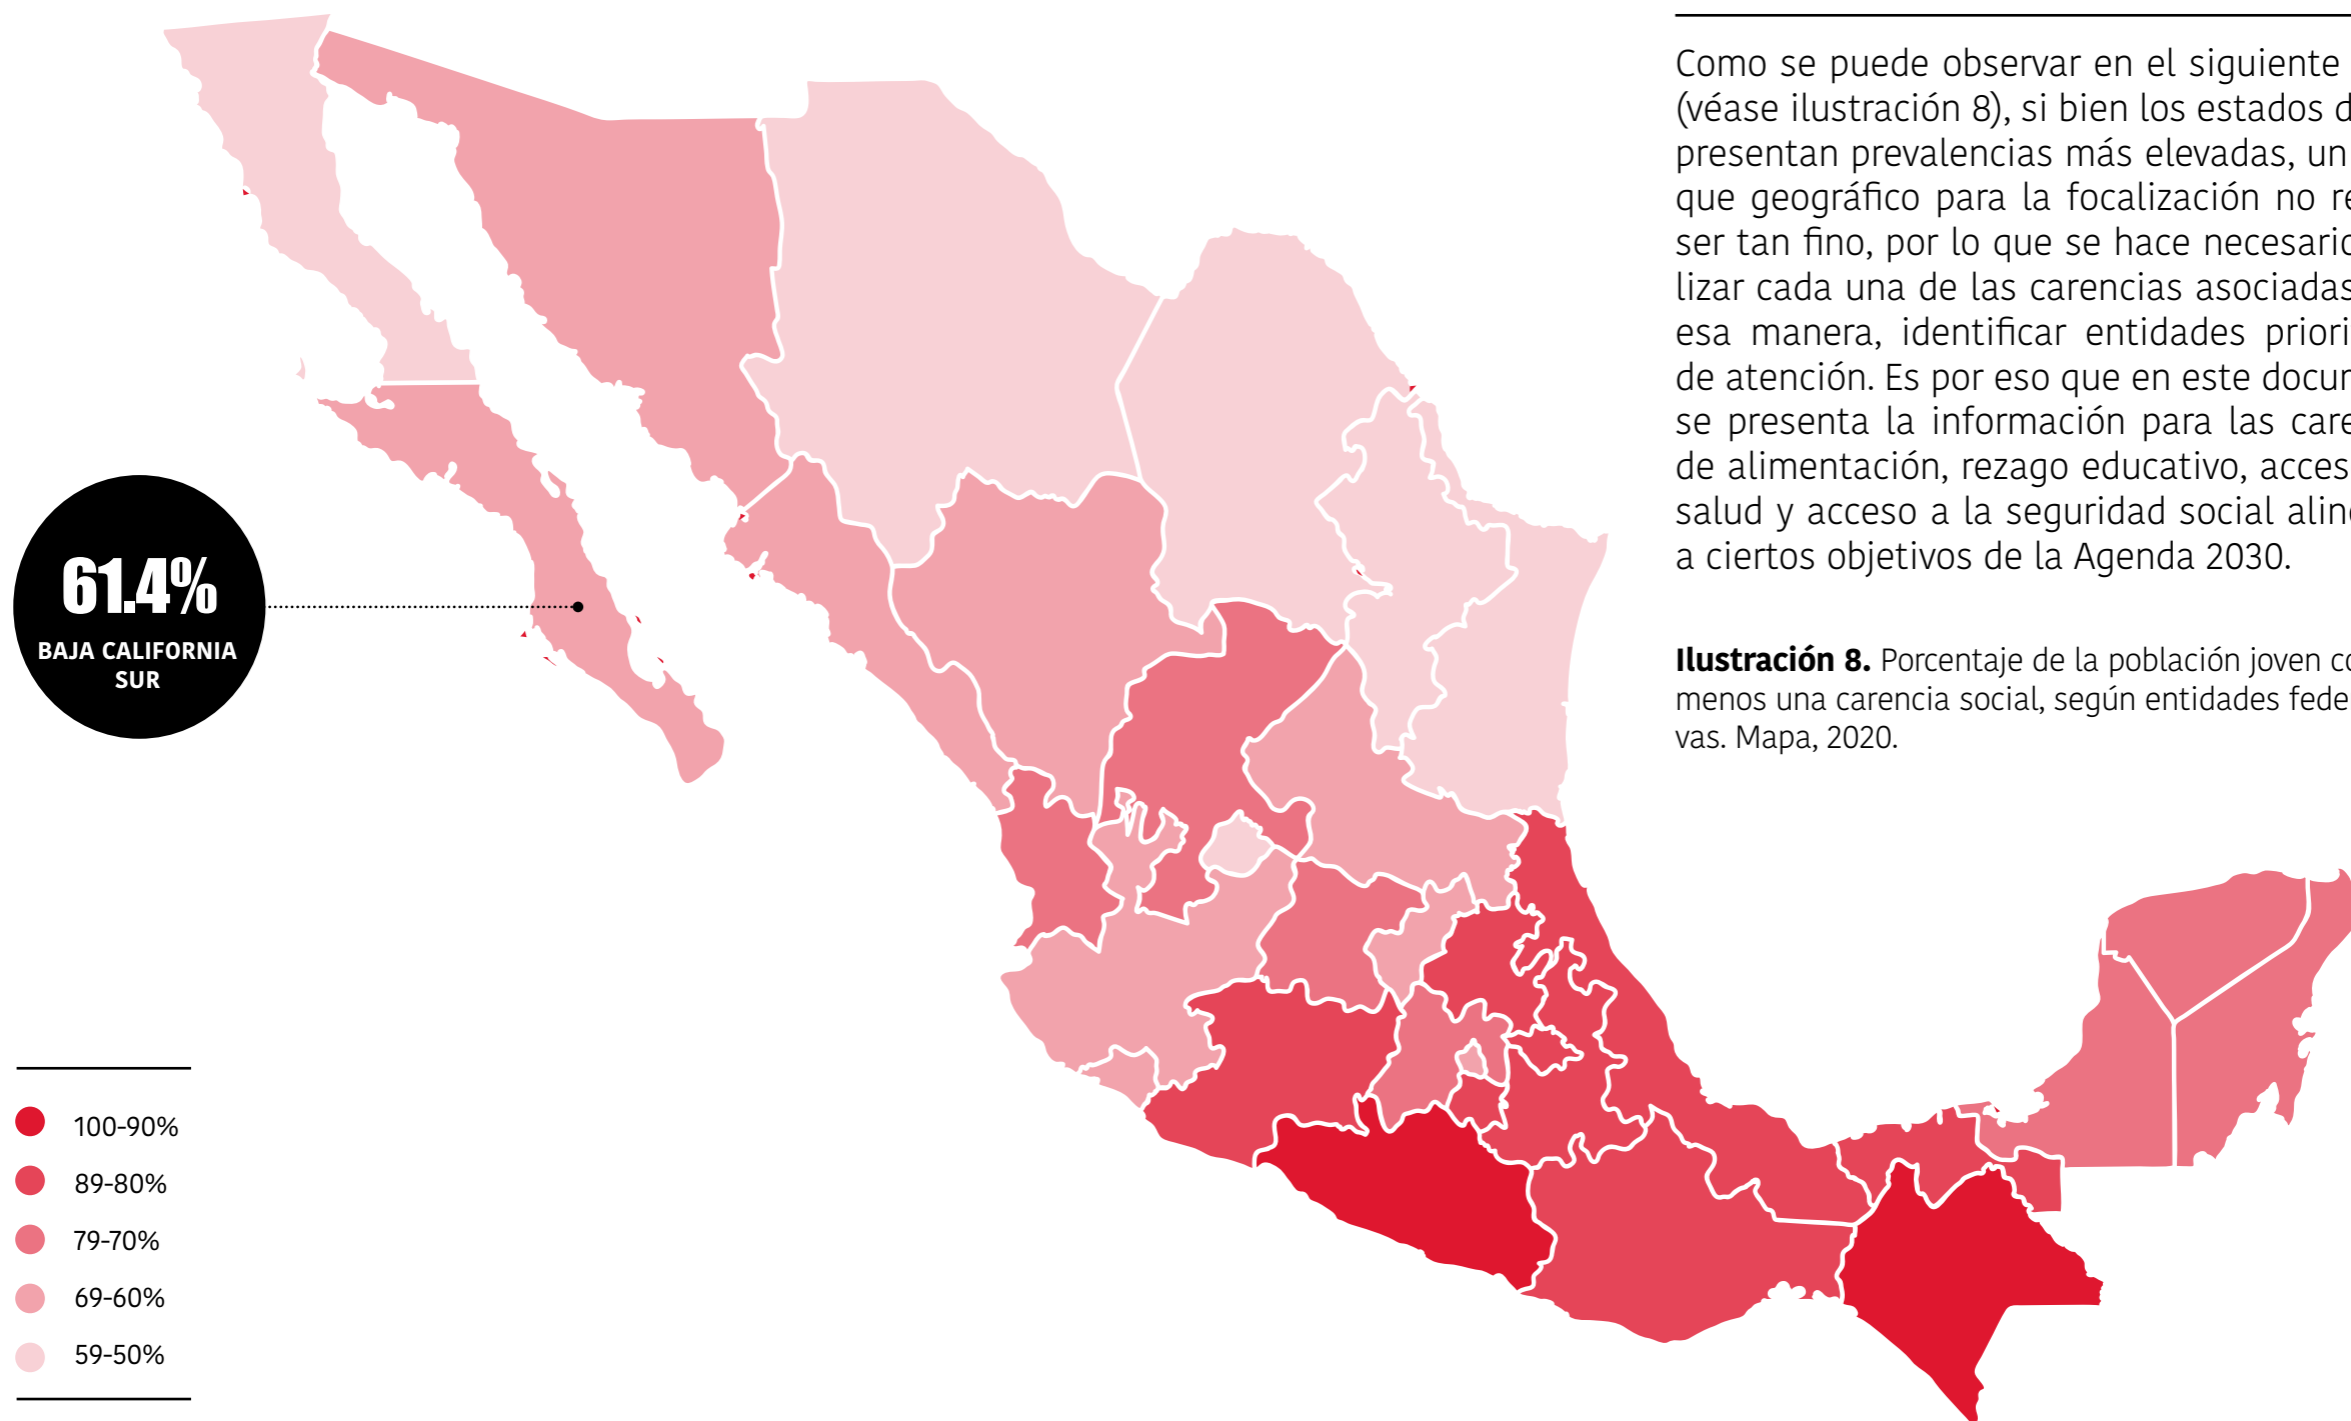 Como se puede observar en el siguiente
(véase ilustración 8), si bien los estados d
presentan prevalencias más elevadas, un
que geográfico para la focalización no re
ser tan fino, por lo que se hace necesario
lizar cada una de las carencias asociadas
esa manera, identificar entidades priori
de atención. Es por eso que en este docu
se presenta la información para las care
de alimentación, rezago educativo, acces
salud y acceso a la seguridad social aline
a ciertos objetivos de la Agenda 2030.
Ilustración 8. Porcentaje de la población joven co
menos una carencia social, según entidades fede
vas. Mapa, 2020.
61.4%
BAJA CALIFORNIA
SUR
100-90%
89-80%
79-70%
69-60%
59-50%